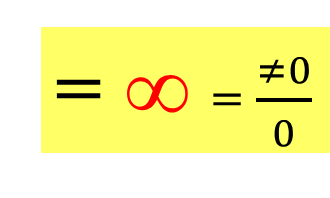 = ∞ = ≠0/0